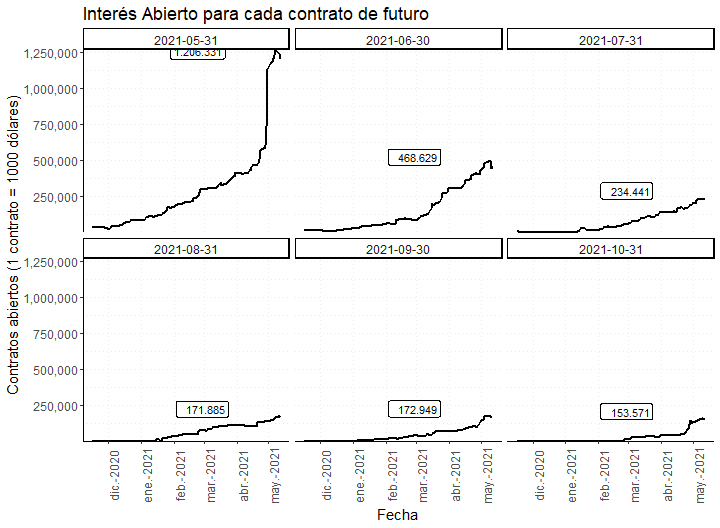 Interés Abierto para cada contrato de futuro
2021-05-31
2021-06-30
2021-07-31
1,250,000
1,000,000
750,000
500,000
250,000
1.206.331
468.629
234.441
2021-08-31
2021-09-30
2021-10-31
1,250,000
1,000,000
750,000
500,000
250,000
171.885
172.949
153.571
dic.-2020
ene.-2021
feb.-2021
mar.-2021
abr.-2021
may.-2021
dic.-2020
ene.-2021
feb.-2021
mar.-2021
abr.-2021
may.-2021
dic.-2020
ene.-2021
feb.-2021
mar.-2021
abr.-2021
may.-2021
Fecha
Contratos abiertos (1 contrato = 1000 dólares)